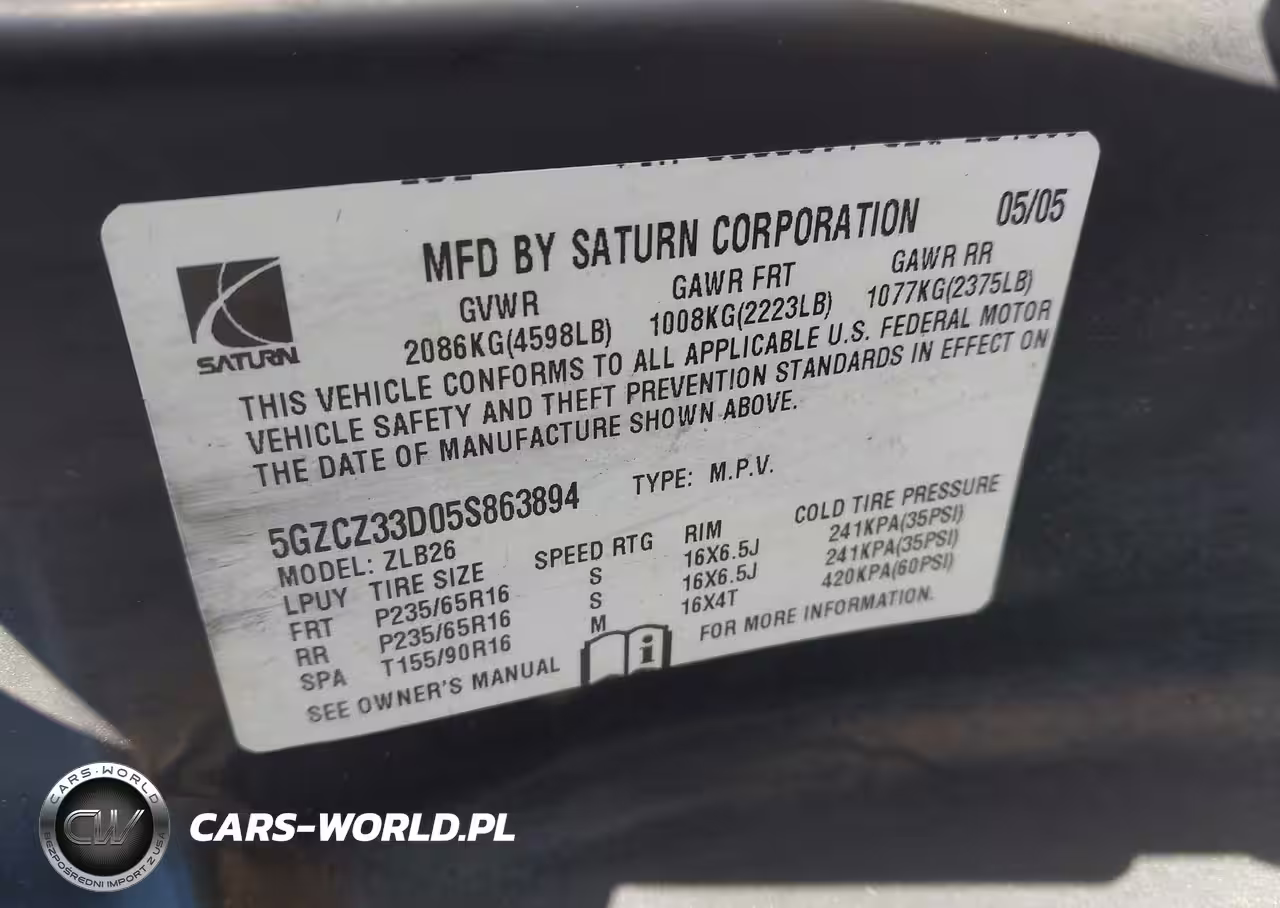 MFD BY SATURN CORPORATION 05/05
GVWR GAWR FRT GAWR RR
2086KG(4598LB) 1008KG(2223LB) 1077KG(2375LB)
SATURN
THIS VEHICLE CONFORMS TO ALL APPLICABLE U.S. FEDERAL MOTOR
VEHICLE SAFETY AND THEFT PREVENTION STANDARDS IN EFFECT ON
THE DATE OF MANUFACTURE SHOWN ABOVE.
5GZCZ33D05S863894 TYPE: M.P.V.
MODEL: ZLB26
LPUY TIRE SIZE SPEED RTG RIM COLD TIRE PRESSURE
FRT P235/65R16 S 16X6.5J 241KPA(35PSI)
RR P235/65R16 S 16X6.5J 241KPA(35PSI)
SPA T155/90R16 M 16X4T 420KPA(60PSI)
SEE OWNER'S MANUAL i FOR MORE INFORMATION.
CARS-WORLD
CW
BEZPOŚREDNI IMPORT Z USA
CARS-WORLD.PL